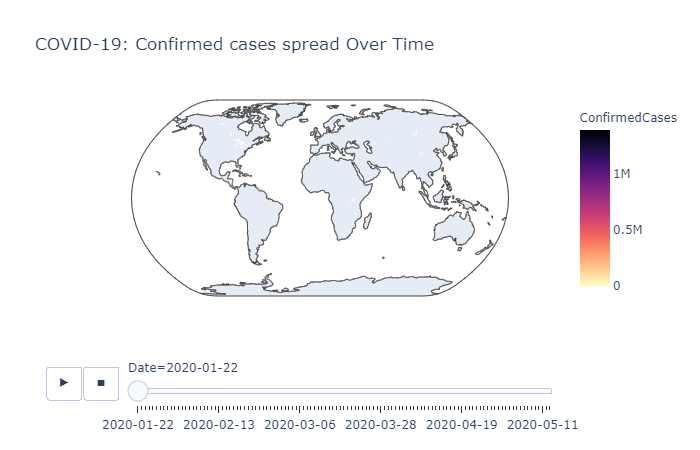 COVID-19: Confirmed cases spread Over Time
ConfirmedCases
1M
0.5M
0
Date=2020-01-22
2020-01-22 2020-02-13 2020-03-06 2020-03-28 2020-04-19 2020-05-11